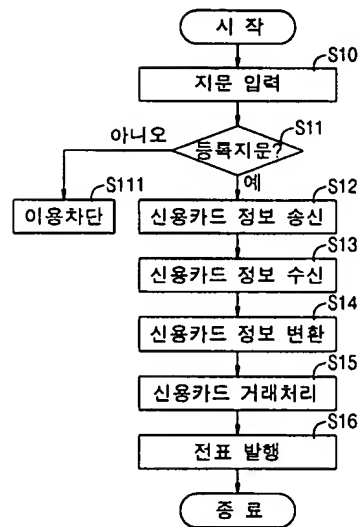 시 작
S10
지문 입력
S11
등록지문?
아니오
예
S111
이용차단
S12
신용카드 정보 송신
S13
신용카드 정보 수신
S14
신용카드 정보 변환
S15
신용카드 거래처리
S16
전표 발행
종 료